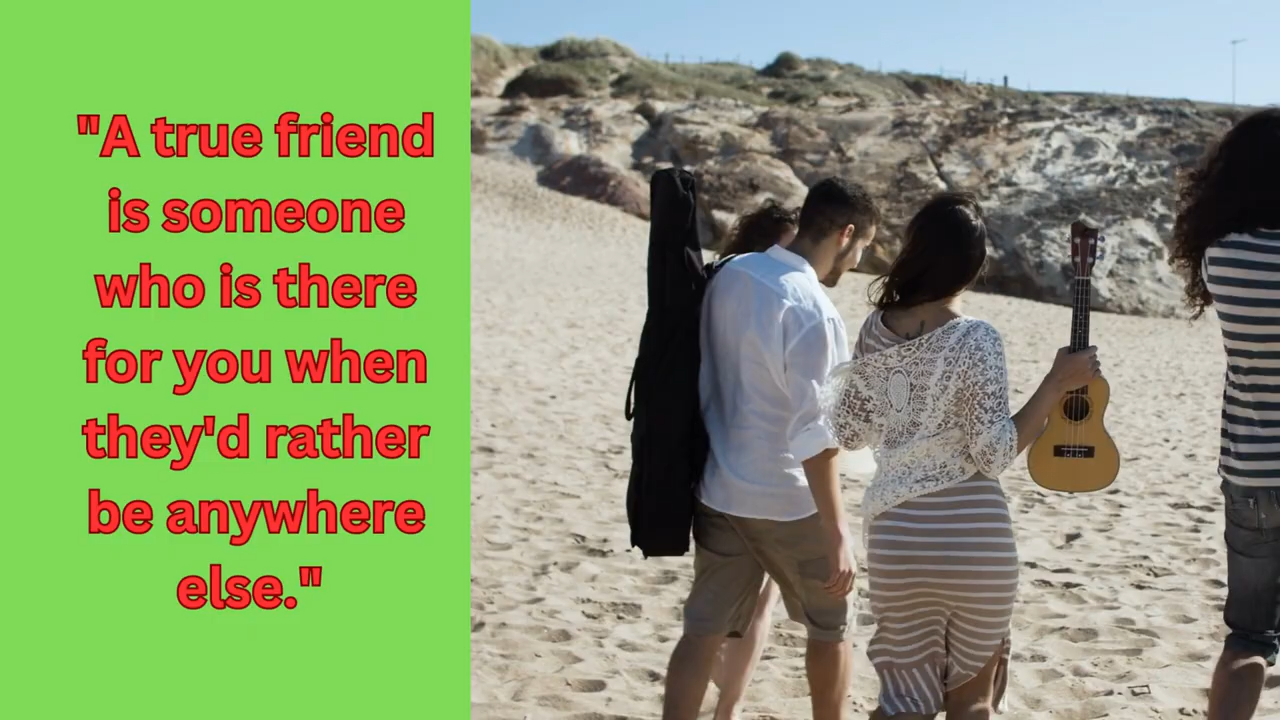 "A true friend
is someone
who is there
for you when
they'd rather
be anywhere
else."